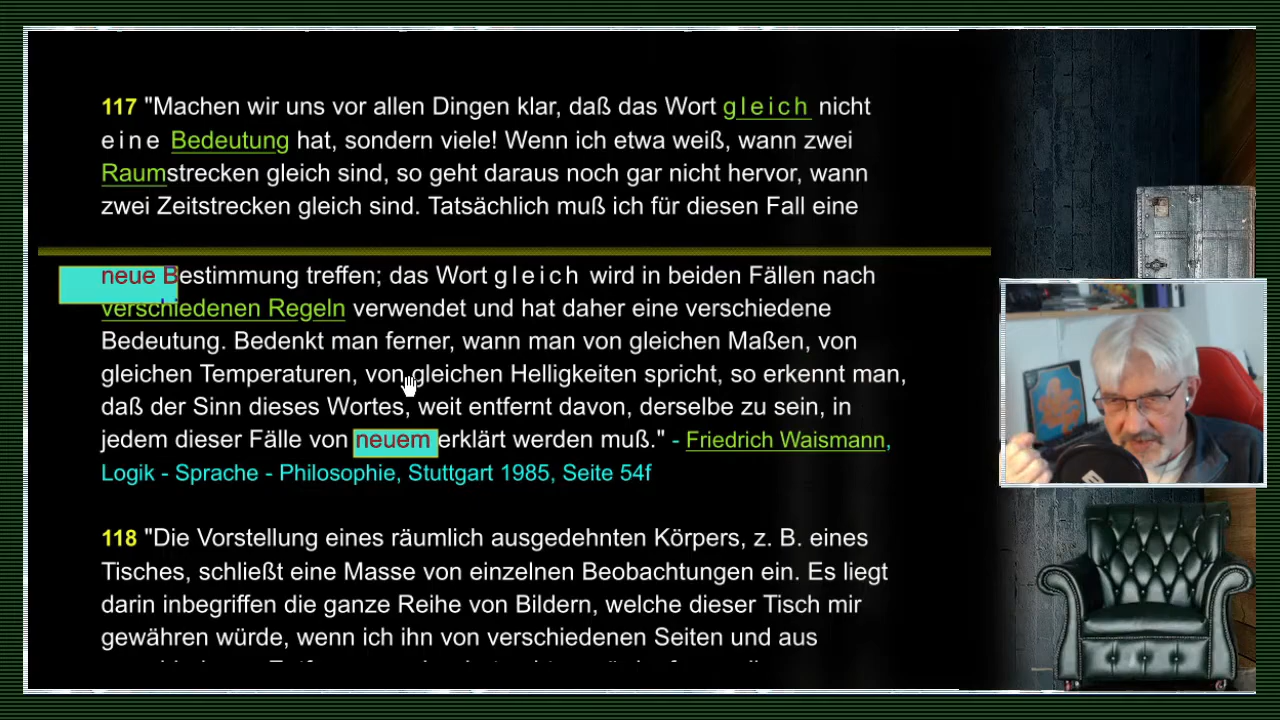 117 "Machen wir uns vor allen Dingen klar, daß das Wort gleich nicht
eine Bedeutung hat, sondern viele! Wenn ich etwa weiß, wann zwei
Raumstrecken gleich sind, so geht daraus noch gar nicht hervor, wann
zwei Zeitstrecken gleich sind. Tatsächlich muß ich für diesen Fall eine
neue Bestimmung treffen; das Wort gleich wird in beiden Fällen nach
verschiedenen Regeln verwendet und hat daher eine verschiedene
Bedeutung. Bedenkt man ferner, wann man von gleichen Maßen, von
gleichen Temperaturen, von gleichen Helligkeiten spricht, so erkennt man,
daß der Sinn dieses Wortes, weit entfernt davon, derselbe zu sein, in
jedem dieser Fälle von neuem erklärt werden muß." - Friedrich Waismann,
Logik - Sprache - Philosophie, Stuttgart 1985, Seite 54f
118 "Die Vorstellung eines räumlich ausgedehnten Körpers, z. B. eines
Tisches, schließt eine Masse von einzelnen Beobachtungen ein. Es liegt
darin inbegriffen die ganze Reihe von Bildern, welche dieser Tisch mir
gewähren würde, wenn ich ihn von verschiedenen Seiten und aus